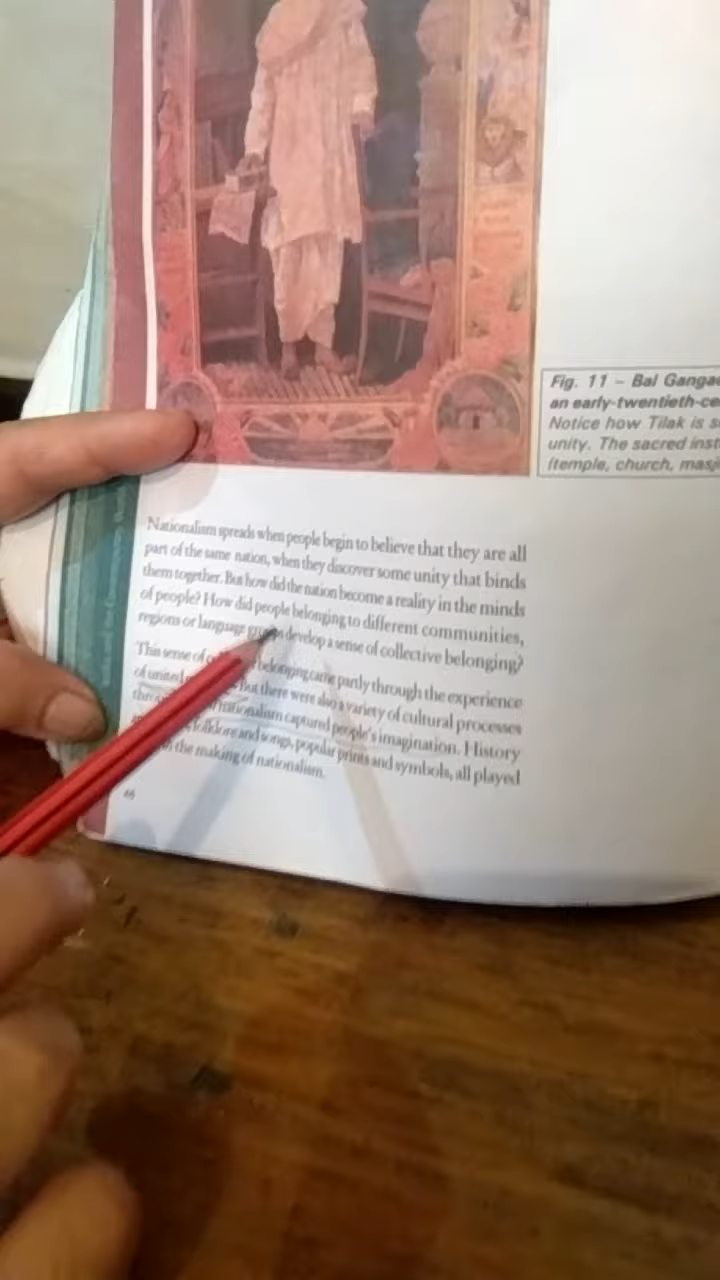 Fig. 11 – Bal Ganga
an early-twentieth-ce
Notice how Tilak is s
unity. The sacred inst
(temple, church, masj
Nationalism spreads when people begin to believe that they are all
part of the same nation, when they discover some unity that binds
them together. But how did the nation become a reality in the minds
of people? How did people belonging to different communities,
regions or language groups develop a sense of collective belonging?
This sense of belonging came partly through the experience
of united But there were also a variety of cultural processes
nationalism captured people's imagination. History
folklore and songs, popular prints and symbols, all played
the making of nationalism.